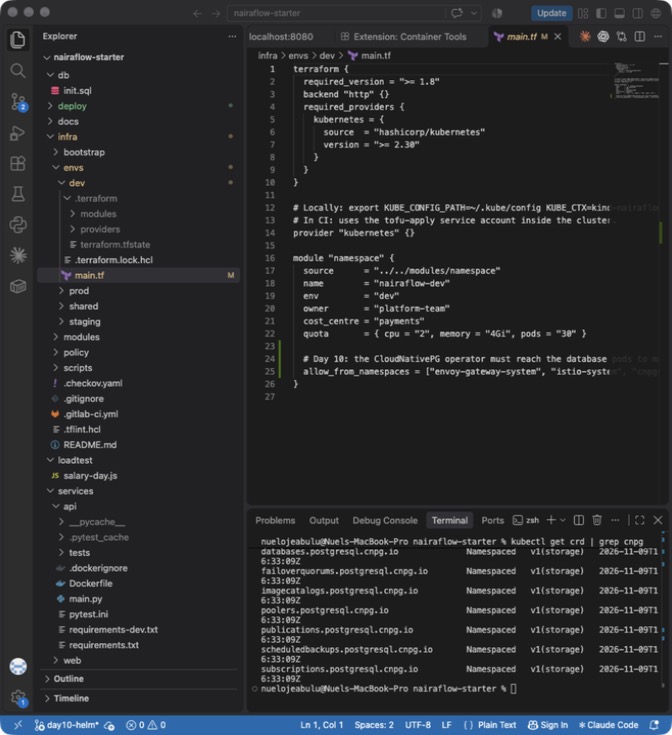 nairaflow-starter
Update
Explorer
localhost:8080
Extension: Container Tools
main.tf M
nairaflow-starter
db
init.sql
deploy
docs
infra
bootstrap
envs
dev
.terraform
modules
providers
terraform.tfstate
.terraform.lock.hcl
main.tf M
prod
shared
staging
modules
policy
scripts
.checkov.yaml
.gitignore
.gitlab-ci.yml
.tflint.hcl
README.md
loadtest
salary-day.js
services
api
__pycache__
.pytest_cache
tests
.dockerignore
Dockerfile
main.py
pytest.ini
requirements-dev.txt
requirements.txt
web
Outline
Timeline
infra > envs > dev > main.tf
1 terraform {
2 required_version = ">= 1.8"
3 backend "http" {}
4 required_providers {
5 kubernetes = {
6 source = "hashicorp/kubernetes"
7 version = ">= 2.30"
8 }
9 }
10 }
11
12 # Locally: export KUBE_CONFIG_PATH=~/.kube/config KUBE_CTX=kind-nairaflow
13 # In CI: uses the tofu-apply service account inside the cluster.
14 provider "kubernetes" {}
15
16 module "namespace" {
17 source = "../../modules/namespace"
18 name = "nairaflow-dev"
19 env = "dev"
20 owner = "platform-team"
21 cost_centre = "payments"
22 quota = { cpu = "2", memory = "4Gi", pods = "30" }
23
24 # Day 10: the CloudNativePG operator must reach the database pods to
25 allow_from_namespaces = ["envoy-gateway-system", "istio-system", "cnpg
26 }
27
Problems Output Debug Console Terminal Ports zsh
nuelojeabulu@Nuels-MacBook-Pro nairaflow-starter % kubectl get crd | grep cnpg
databases.postgresql.cnpg.io Namespaced v1(storage) 2026-11-09T1
6:33:09Z
failoverquorums.postgresql.cnpg.io Namespaced v1(storage) 2026-11-09T1
6:33:09Z
imagecatalogs.postgresql.cnpg.io Namespaced v1(storage) 2026-11-09T1
6:33:09Z
poolers.postgresql.cnpg.io Namespaced v1(storage) 2026-11-09T1
6:33:09Z
publications.postgresql.cnpg.io Namespaced v1(storage) 2026-11-09T1
6:33:09Z
scheduledbackups.postgresql.cnpg.io Namespaced v1(storage) 2026-11-09T1
6:33:09Z
subscriptions.postgresql.cnpg.io Namespaced v1(storage) 2026-11-09T1
6:33:09Z
nuelojeabulu@Nuels-MacBook-Pro nairaflow-starter %
day10-helm* 0 0 Ln 1, Col 1 Spaces: 2 UTF-8 LF {} Plain Text Sign In Claude Code